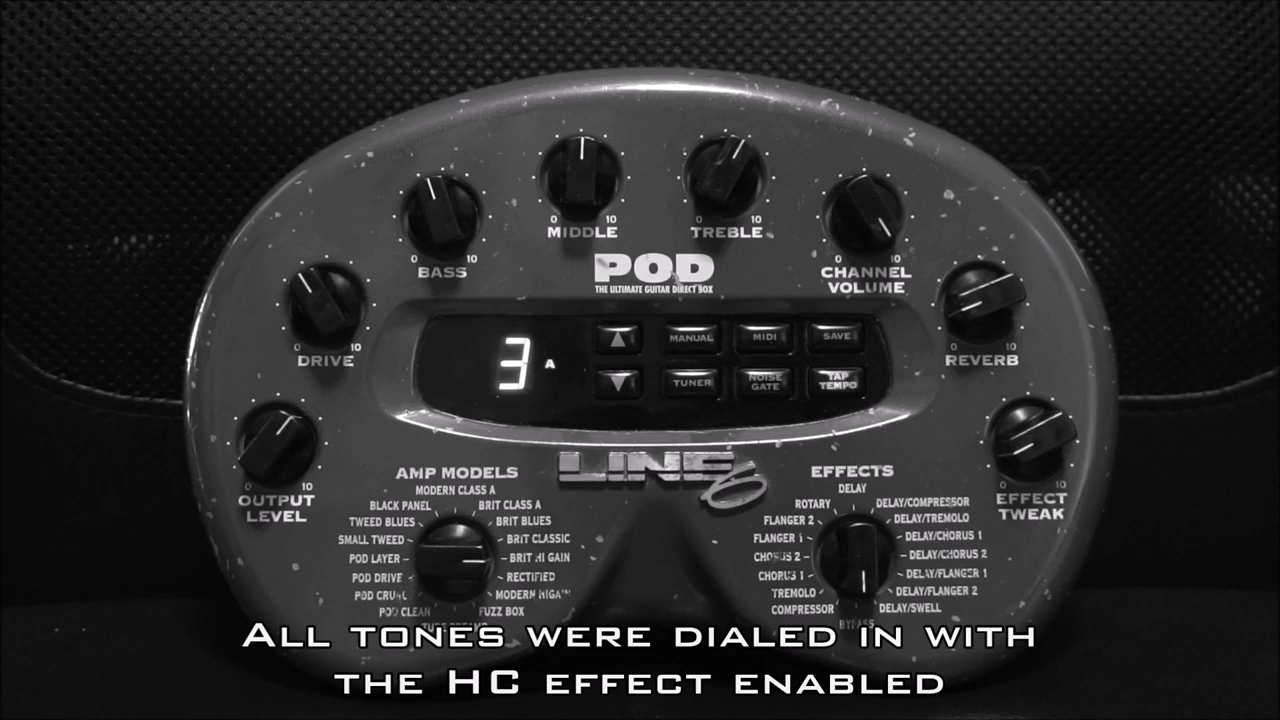 0 10
MIDDLE
0 10
TREBLE
0 10
BASS
0 10
CHANNEL
VOLUME
POD
THE ULTIMATE GUITAR DIRECT BOX
0 10
DRIVE
0 10
REVERB
3 A
MANUAL MIDI SAVE
TUNER NOISE GATE TAP TEMPO
LINE 6
0 10
OUTPUT
LEVEL
0 10
EFFECT
TWEAK
AMP MODELS
MODERN CLASS A
BLACK PANEL BRIT CLASS A
TWEED BLUES BRIT BLUES
SMALL TWEED BRIT CLASSIC
POD LAYER BRIT HI GAIN
POD DRIVE RECTIFIED
POD MODERN
POD CLEAN FUZZ BOX
EFFECTS
DELAY
ROTARY DELAY/COMPRESSOR
FLANGER 2 DELAY/TREMOLO
FLANGER 1 DELAY/CHORUS 1
CHORUS 2 DELAY/CHORUS 2
CHORUS 1 DELAY/FLANGER 1
TREMOLO DELAY/FLANGER 2
COMPRESSOR DELAY/SWELL
BYPASS
ALL TONES WERE DIALED IN WITH
THE HC EFFECT ENABLED